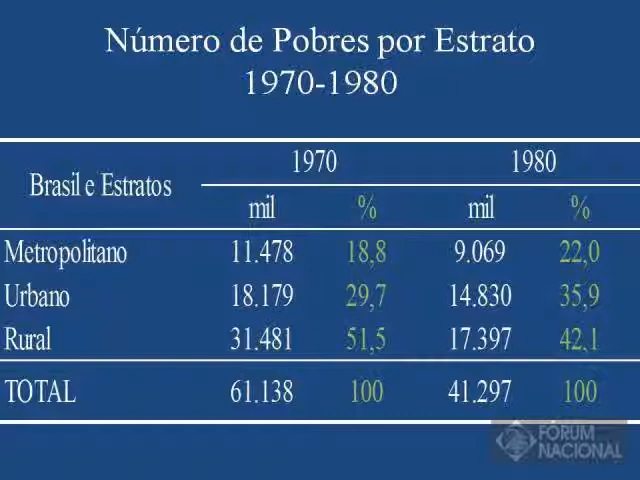 Número de Pobres por Estrato
1970-1980
Brasil e Estratos 1970 1980
mil % mil %
Metropolitano 11.478 18,8 9.069 22,0
Urbano 18.179 29,7 14.830 35,9
Rural 31.481 51,5 17.397 42,1
TOTAL 61.138 100 41.297 100
FÓRUM
NACIONAL